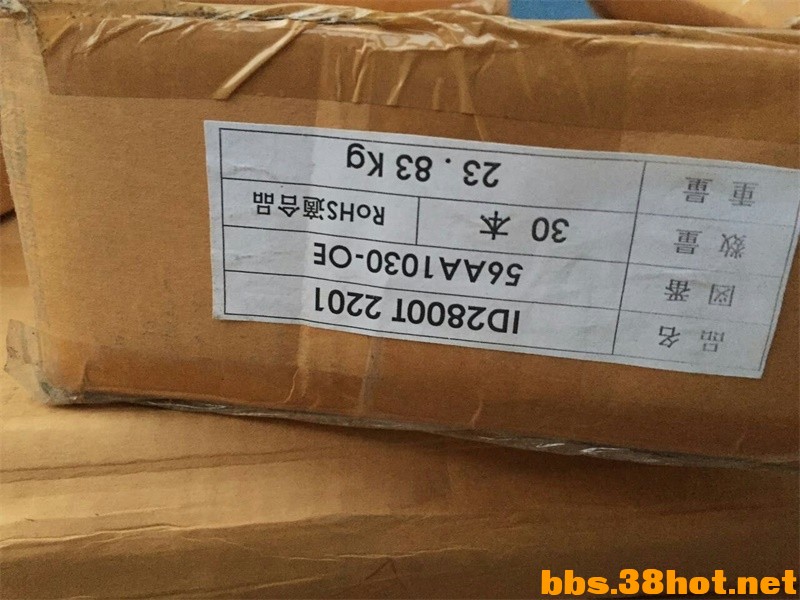 品名 ID2800T 2201
図番 56AA1030-OE
数量 30 本 RoHS適合品
重量 23.83 Kg
bbs.38hot.net